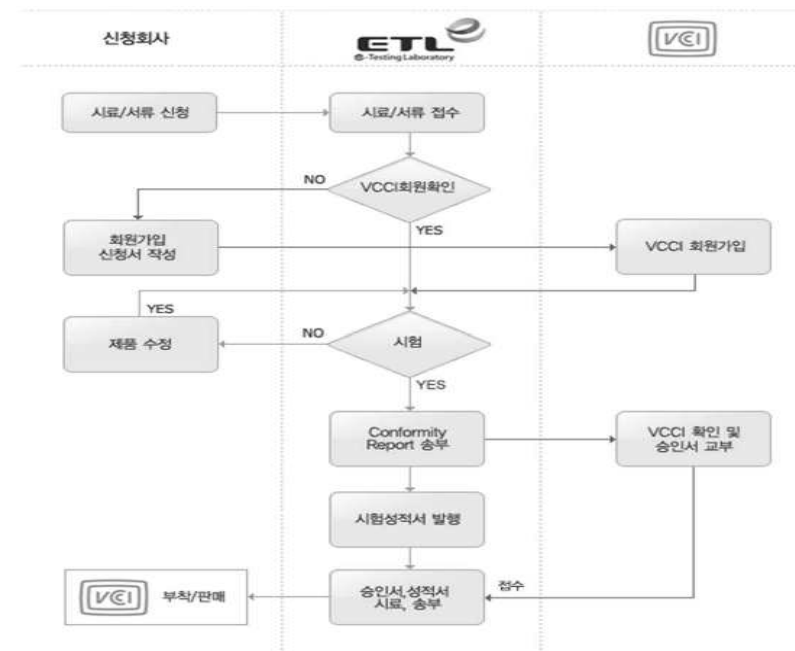 신청회사
ETL
e-Testing Laboratory
VCCI
시료/서류 신청
시료/서류 접수
NO
VCCI회원확인
YES
회원가입
신청서 작성
VCCI 회원가입
YES
제품 수정
NO
시험
YES
Conformity
Report 송부
VCCI 확인 및
승인서 교부
시험성적서 발행
VCCI
부착/판매
승인서,성적서
시료, 송부
접수